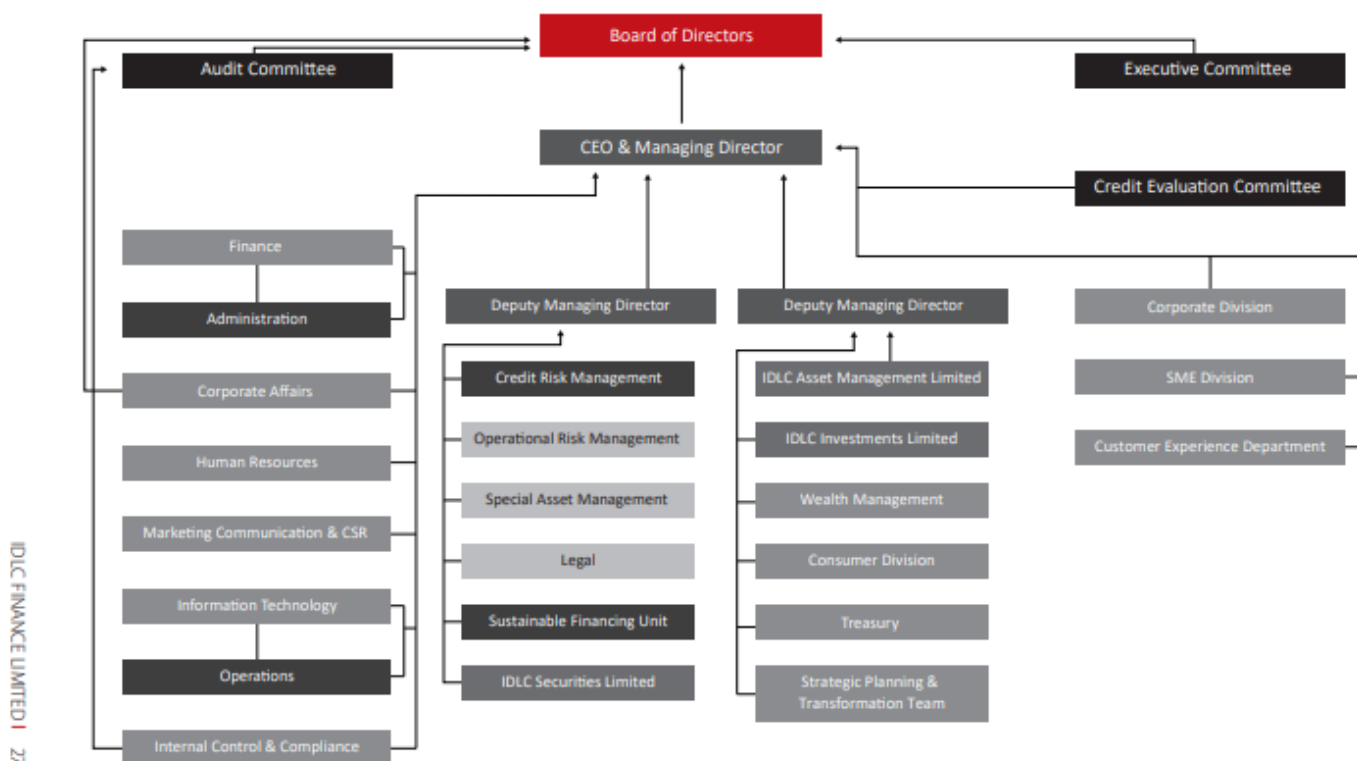 Board of Directors
Audit Committee
Executive Committee
CEO & Managing Director
Credit Evaluation Committee
Finance
Administration
Corporate Affairs
Human Resources
Marketing Communication & CSR
Information Technology
Operations
Internal Control & Compliance
Deputy Managing Director
Credit Risk Management
Operational Risk Management
Special Asset Management
Legal
Sustainable Financing Unit
IDLC Securities Limited
Deputy Managing Director
IDLC Asset Management Limited
IDLC Investments Limited
Wealth Management
Consumer Division
Treasury
Strategic Planning &
Transformation Team
Corporate Division
SME Division
Customer Experience Department
IDLC FINANCE LIMITED I